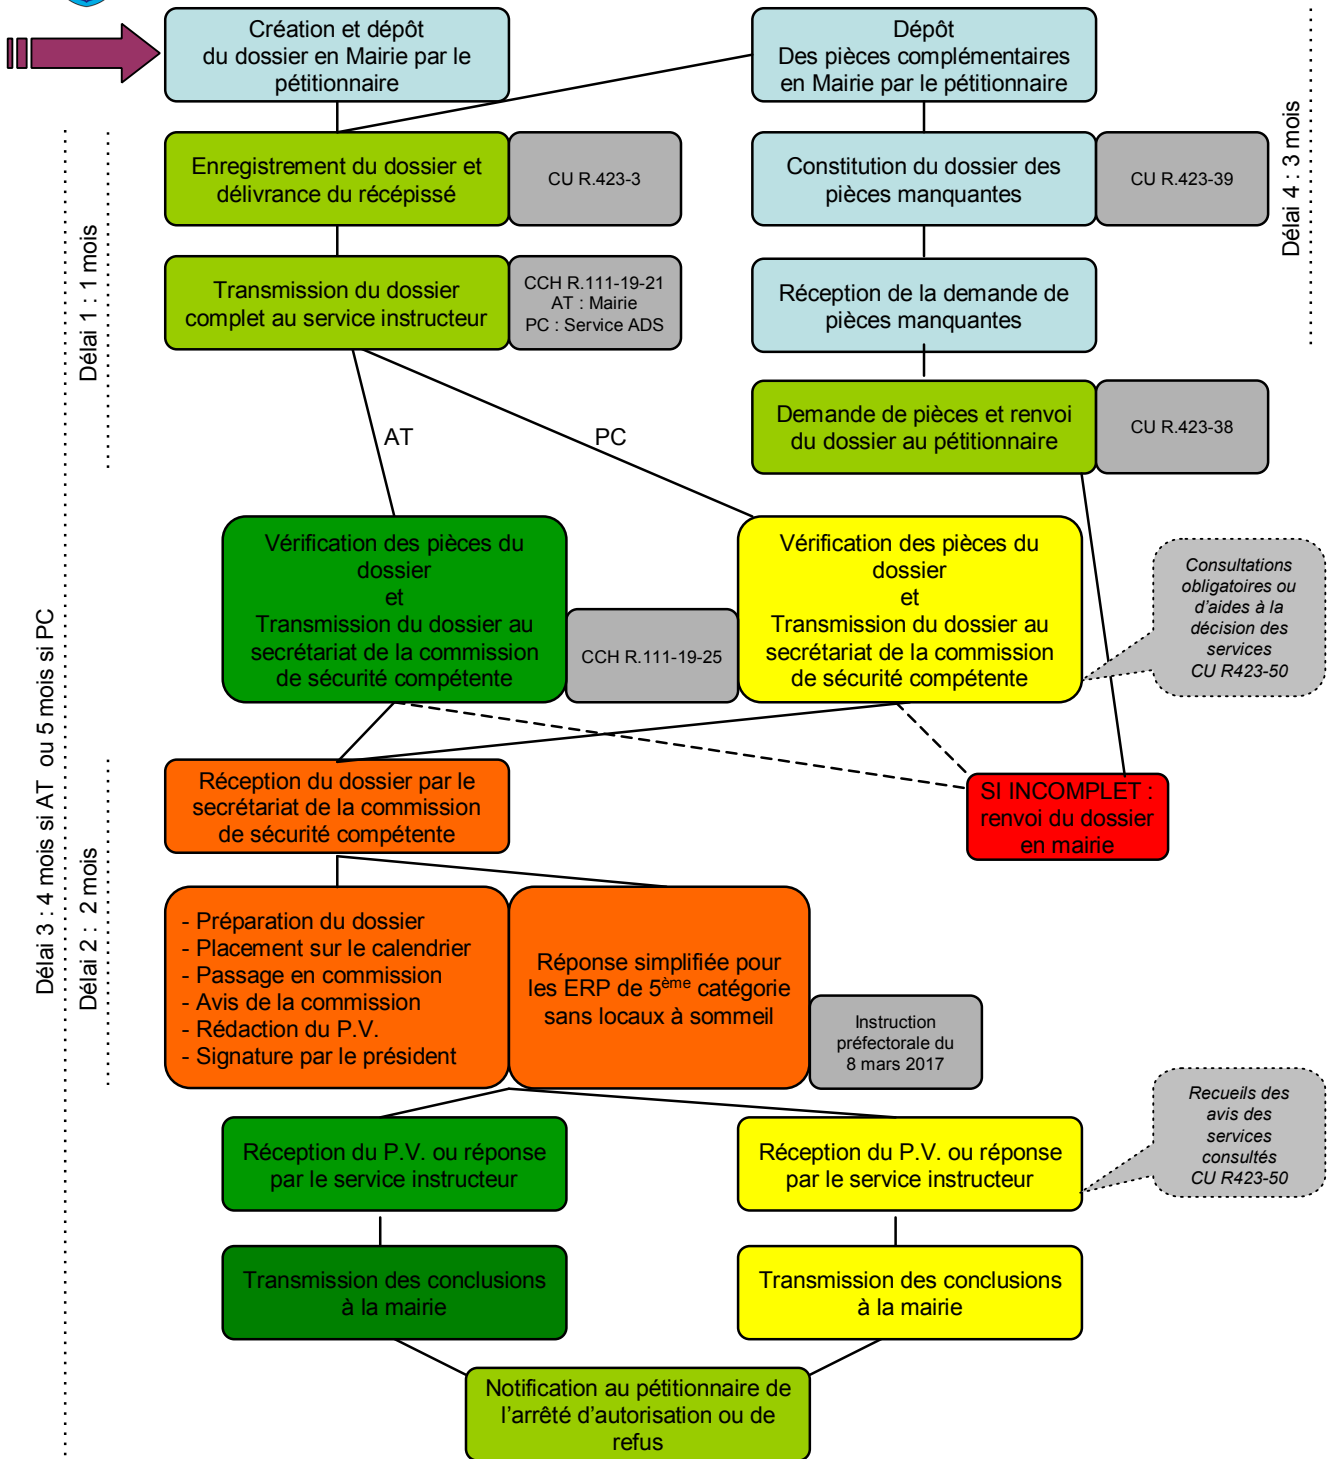 Création et dépôt
du dossier en Mairie par le
pétitionnaire
Dépôt
Des pièces complémentaires
en Mairie par le pétitionnaire
Enregistrement du dossier et
délivrance du récépissé
CU R.423-3
Constitution du dossier des
pièces manquantes
CU R.423-39
Délai 4 : 3 mois
Délai 1 : 1 mois
Transmission du dossier
complet au service instructeur
CCH R.111-19-21
AT : Mairie
PC : Service ADS
Réception de la demande de
pièces manquantes
Demande de pièces et renvoi
du dossier au pétitionnaire
CU R.423-38
AT
PC
Vérification des pièces du
dossier
et
Transmission du dossier au
secrétariat de la commission
de sécurité compétente
CCH R.111-19-25
Vérification des pièces du
dossier
et
Transmission du dossier au
secrétariat de la commission
de sécurité compétente
Consultations
obligatoires ou
d'aides à la
décision des
services
CU R423-50
Délai 3 : 4 mois si AT ou 5 mois si PC
Réception du dossier par le
secrétariat de la commission
de sécurité compétente
SI INCOMPLET :
renvoi du dossier
en mairie
Délai 2 : 2 mois
- Préparation du dossier
- Placement sur le calendrier
- Passage en commission
- Avis de la commission
- Rédaction du P.V.
- Signature par le président
Réponse simplifiée pour
les ERP de 5ème catégorie
sans locaux à sommeil
Instruction
préfectorale du
8 mars 2017
Réception du P.V. ou réponse
par le service instructeur
Réception du P.V. ou réponse
par le service instructeur
Recueils des
avis des
services
consultés
CU R423-50
Transmission des conclusions
à la mairie
Transmission des conclusions
à la mairie
Notification au pétitionnaire de
l'arrêté d'autorisation ou de
refus